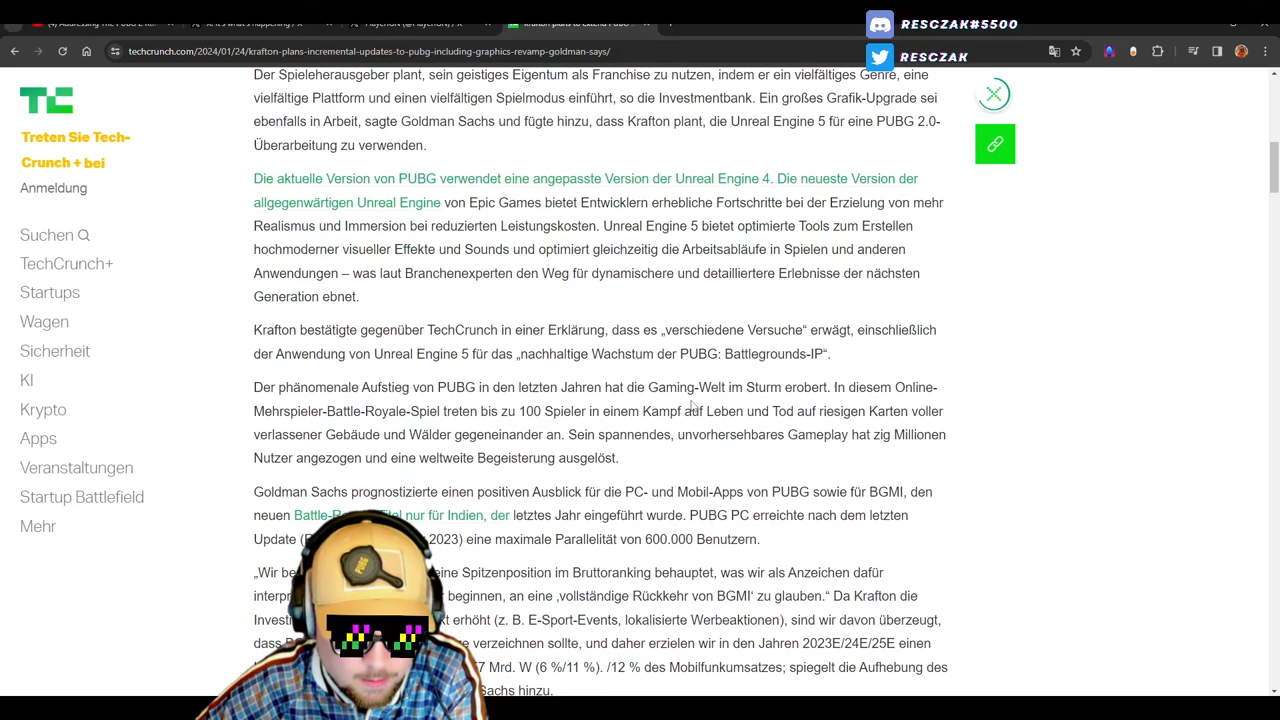 RESCZAK#5500
techcrunch.com/2024/01/24/krafton-plans-incremental-updates-to-pubg-including-graphics-revamp-goldman-says/
RESCZAK
TC
Treten Sie Tech-
Crunch + bei
Anmeldung
Suchen
TechCrunch+
Startups
Wagen
Sicherheit
KI
Krypto
Apps
Veranstaltungen
Startup Battlefield
Mehr
Der Spieleherausgeber plant, sein geistiges Eigentum als Franchise zu nutzen, indem er ein vielfältiges Genre, eine
vielfältige Plattform und einen vielfältigen Spielmodus einführt, so die Investmentbank. Ein großes Grafik-Upgrade sei
ebenfalls in Arbeit, sagte Goldman Sachs und fügte hinzu, dass Krafton plant, die Unreal Engine 5 für eine PUBG 2.0-
Überarbeitung zu verwenden.
Die aktuelle Version von PUBG verwendet eine angepasste Version der Unreal Engine 4. Die neueste Version der
allgegenwärtigen Unreal Engine von Epic Games bietet Entwicklern erhebliche Fortschritte bei der Erzielung von mehr
Realismus und Immersion bei reduzierten Leistungskosten. Unreal Engine 5 bietet optimierte Tools zum Erstellen
hochmoderner visueller Effekte und Sounds und optimiert gleichzeitig die Arbeitsabläufe in Spielen und anderen
Anwendungen – was laut Branchenexperten den Weg für dynamischere und detailliertere Erlebnisse der nächsten
Generation ebnet.
Krafton bestätigte gegenüber TechCrunch in einer Erklärung, dass es „verschiedene Versuche“ erwägt, einschließlich
der Anwendung von Unreal Engine 5 für das „nachhaltige Wachstum der PUBG: Battlegrounds-IP“.
Der phänomenale Aufstieg von PUBG in den letzten Jahren hat die Gaming-Welt im Sturm erobert. In diesem Online-
Mehrspieler-Battle-Royale-Spiel treten bis zu 100 Spieler in einem Kampf auf Leben und Tod auf riesigen Karten voller
verlassener Gebäude und Wälder gegeneinander an. Sein spannendes, unvorhersehbares Gameplay hat zig Millionen
Nutzer angezogen und eine weltweite Begeisterung ausgelöst.
Goldman Sachs prognostizierte einen positiven Ausblick für die PC- und Mobil-Apps von PUBG sowie für BGMI, den
neuen nur für Indien, der letztes Jahr eingeführt wurde. PUBG PC erreichte nach dem letzten
Update 2023) eine maximale Parallelität von 600.000 Benutzern.
„Wir eine Spitzenposition im Bruttoranking behauptet, was wir als Anzeichen dafür
beginnen, an eine ‚vollständige Rückkehr von BGMI‘ zu glauben.“ Da Krafton die
erhöht (z. B. E-Sport-Events, lokalisierte Werbeaktionen), sind wir davon überzeugt,
dass verzeichnen sollte, und daher erzielen wir in den Jahren 2023E/24E/25E einen
Mrd. W (6 %/11 %). /12 % des Mobilfunkumsatzes; spiegelt die Aufhebung des
Sachs hinzu.
PUBG